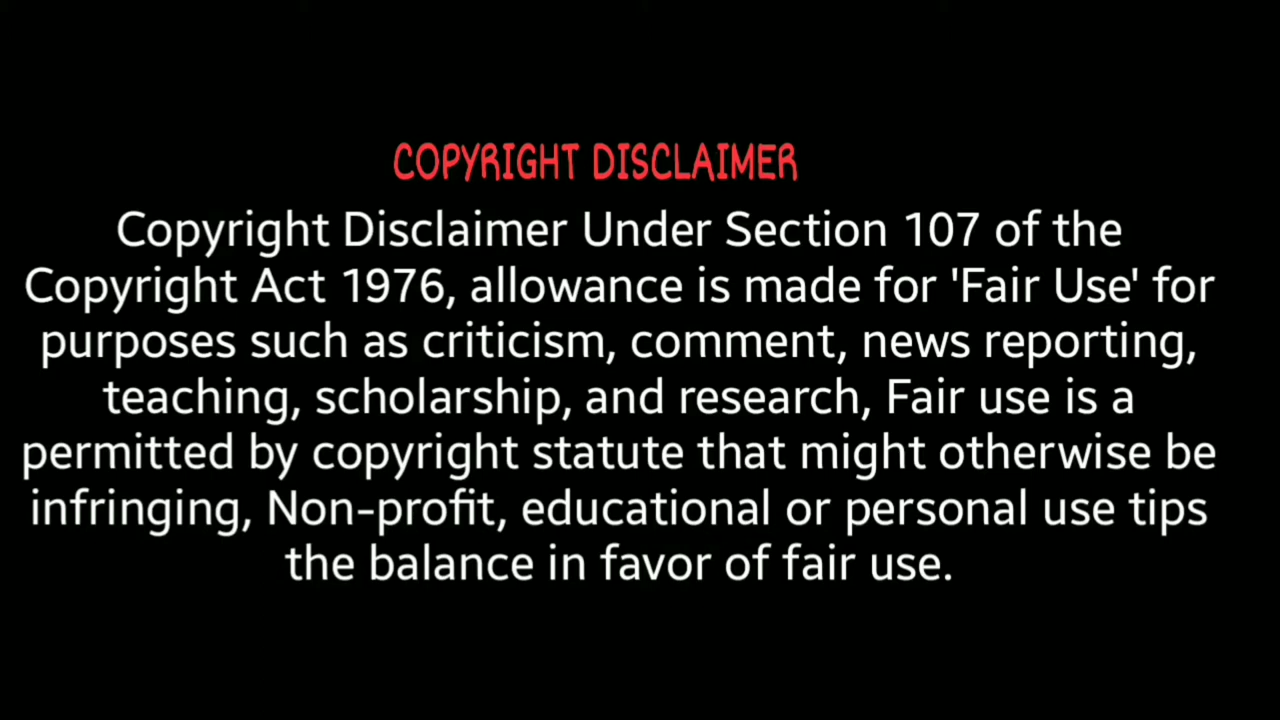 COPYRIGHT DISCLAIMER
Copyright Disclaimer Under Section 107 of the
Copyright Act 1976, allowance is made for 'Fair Use' for
purposes such as criticism, comment, news reporting,
teaching, scholarship, and research, Fair use is a
permitted by copyright statute that might otherwise be
infringing, Non-profit, educational or personal use tips
the balance in favor of fair use.